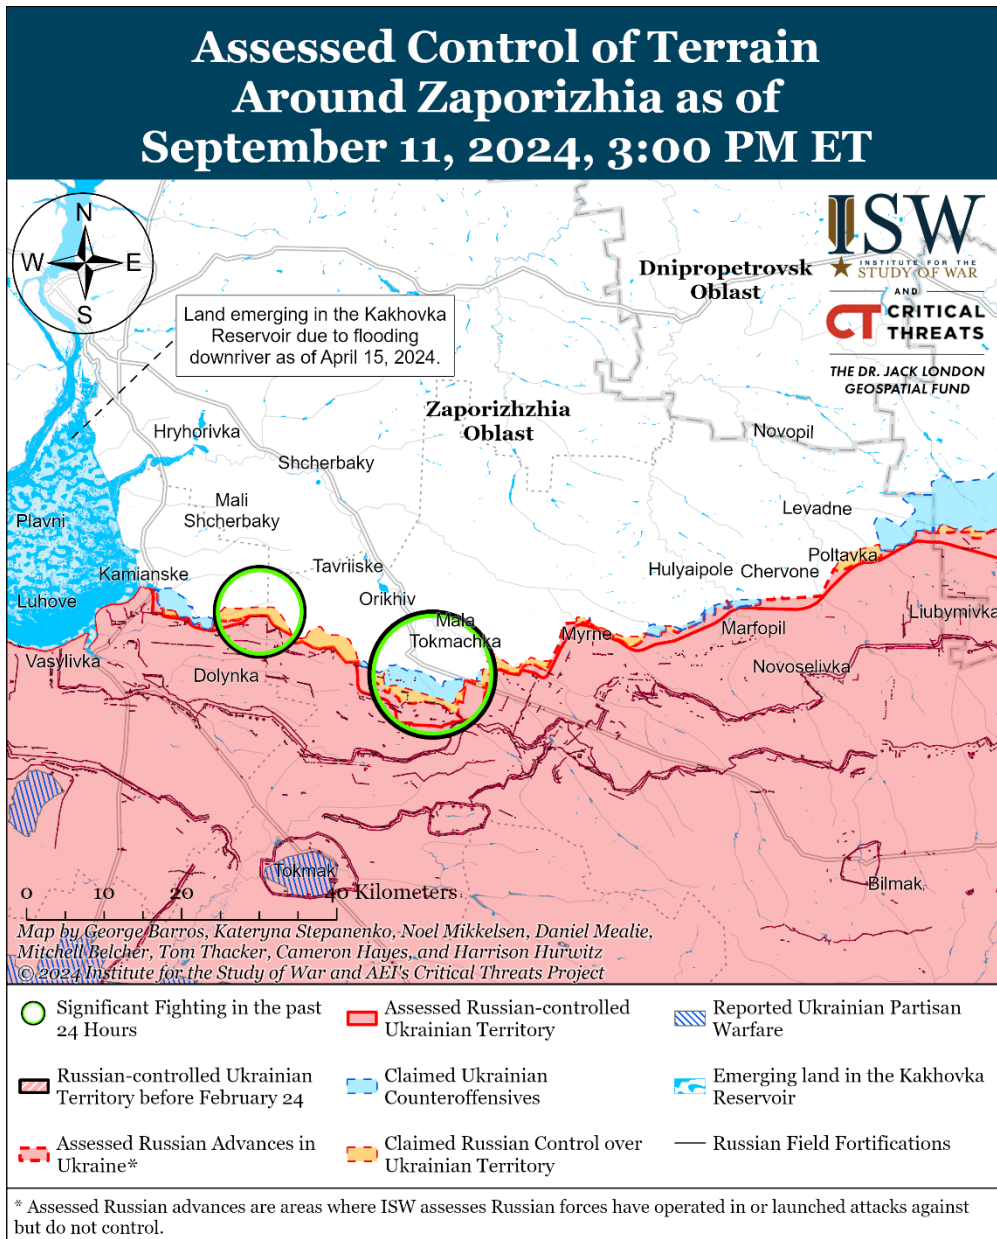 Assessed Control of Terrain
Around Zaporizhia as of
September 11, 2024, 3:00 PM ET
N
W
E
S
ISW
INSTITUTE FOR THE
STUDY OF WAR
AND
CT CRITICAL
THREATS
THE DR. JACK LONDON
GEOSPATIAL FUND
Dnipropetrovsk
Oblast
Land emerging in the Kakhovka
Reservoir due to flooding
downriver as of April 15, 2024.
Zaporizhzhia
Oblast
Hryhorivka
Novopil
Shcherbaky
Mali
Shcherbaky
Levadne
Plavni
Poltavka
Kamianske
Tavriiske
Hulyaipole
Chervone
Luhove
Orikhiv
Mala
Tokmachka
Myrne
Marfopil
Liubymivka
Vasylivka
Dolynka
Novoselivka
Tokmak
Bilmak
0
10
20
40 Kilometers
Map by George Barros, Kateryna Stepanenko, Noel Mikkelsen, Daniel Mealie,
Mitchell Belcher, Tom Thacker, Cameron Hayes, and Harrison Hurwitz
© 2024 Institute for the Study of War and AEI's Critical Threats Project
Significant Fighting in the past
24 Hours
Assessed Russian-controlled
Ukrainian Territory
Reported Ukrainian Partisan
Warfare
Russian-controlled Ukrainian
Territory before February 24
Claimed Ukrainian
Counteroffensives
Emerging land in the Kakhovka
Reservoir
Assessed Russian Advances in
Ukraine*
Claimed Russian Control over
Ukrainian Territory
Russian Field Fortifications
* Assessed Russian advances are areas where ISW assesses Russian forces have operated in or launched attacks against
but do not control.